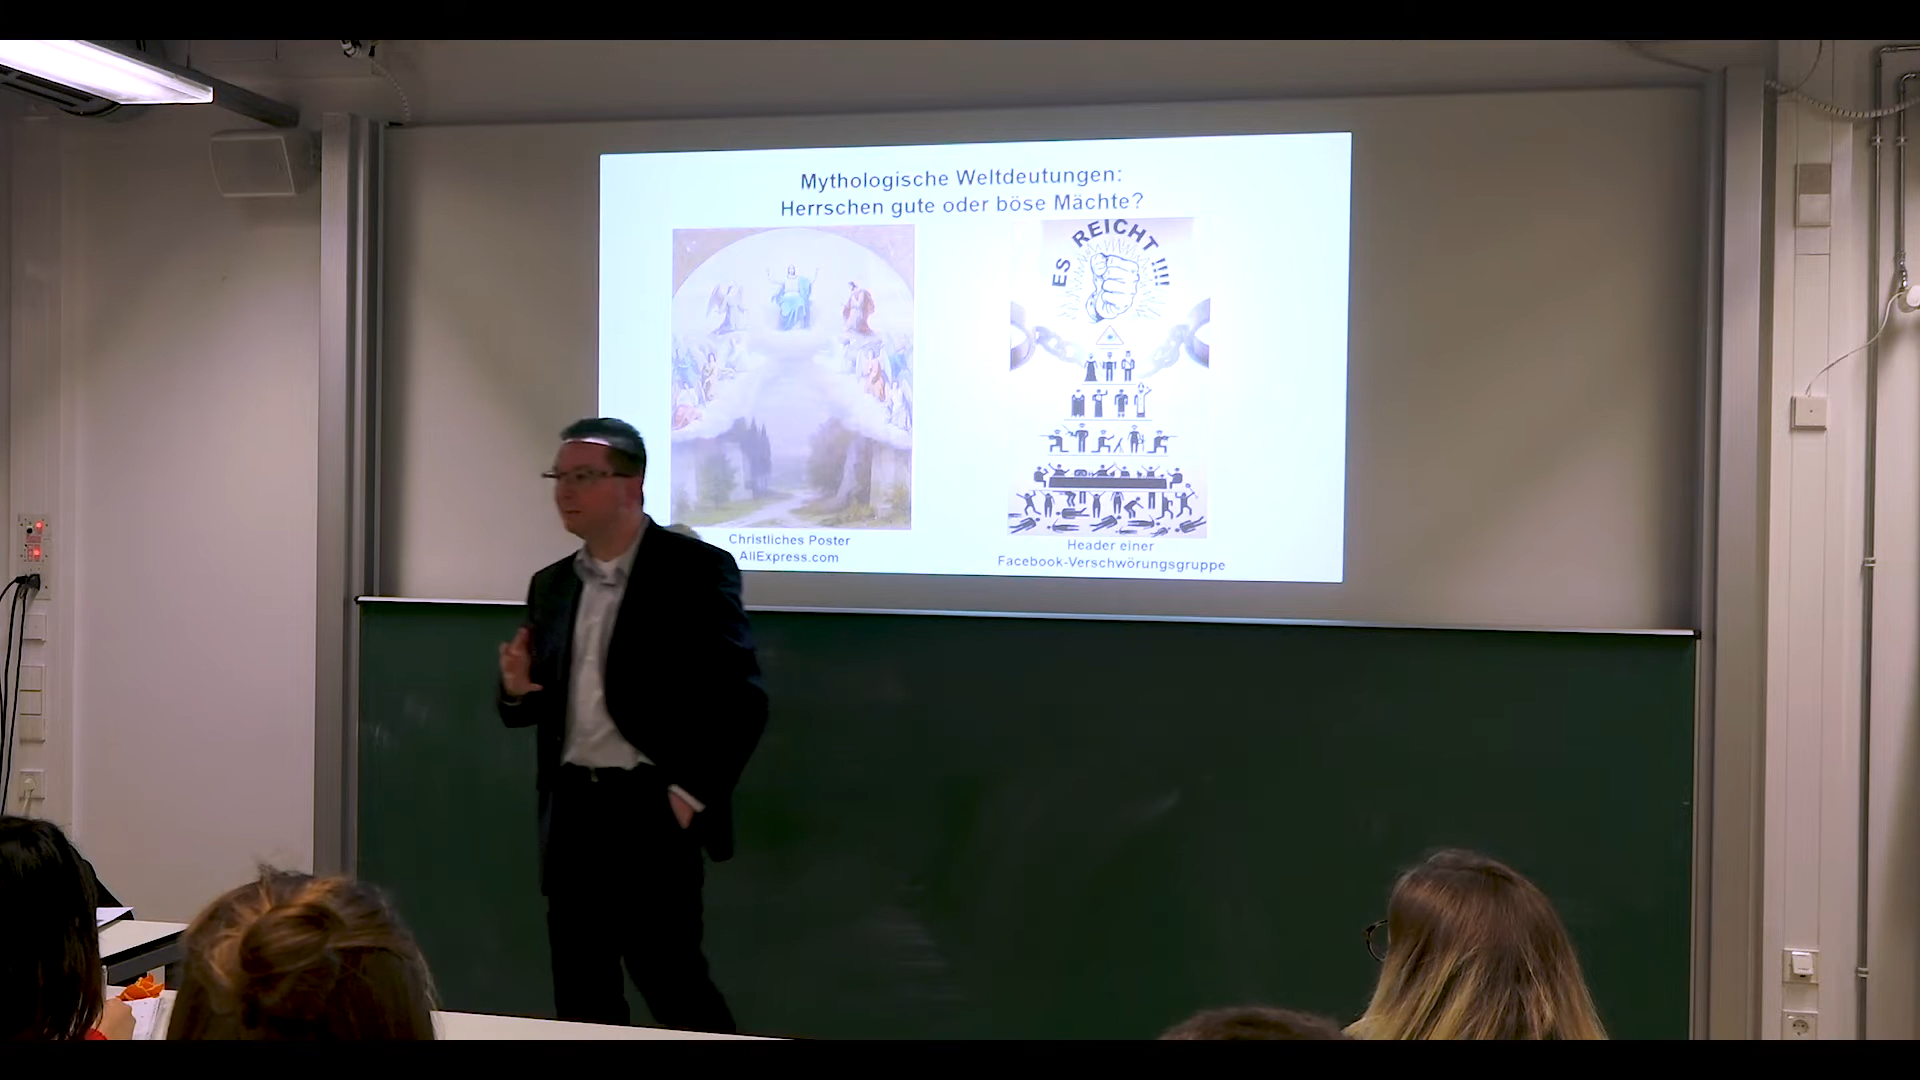 Mythologische Weltdeutungen:
Herrschen gute oder böse Mächte?
ES REICHT!!!!
Christliches Poster
AliExpress.com
Header einer
Facebook-Verschwörungsgruppe